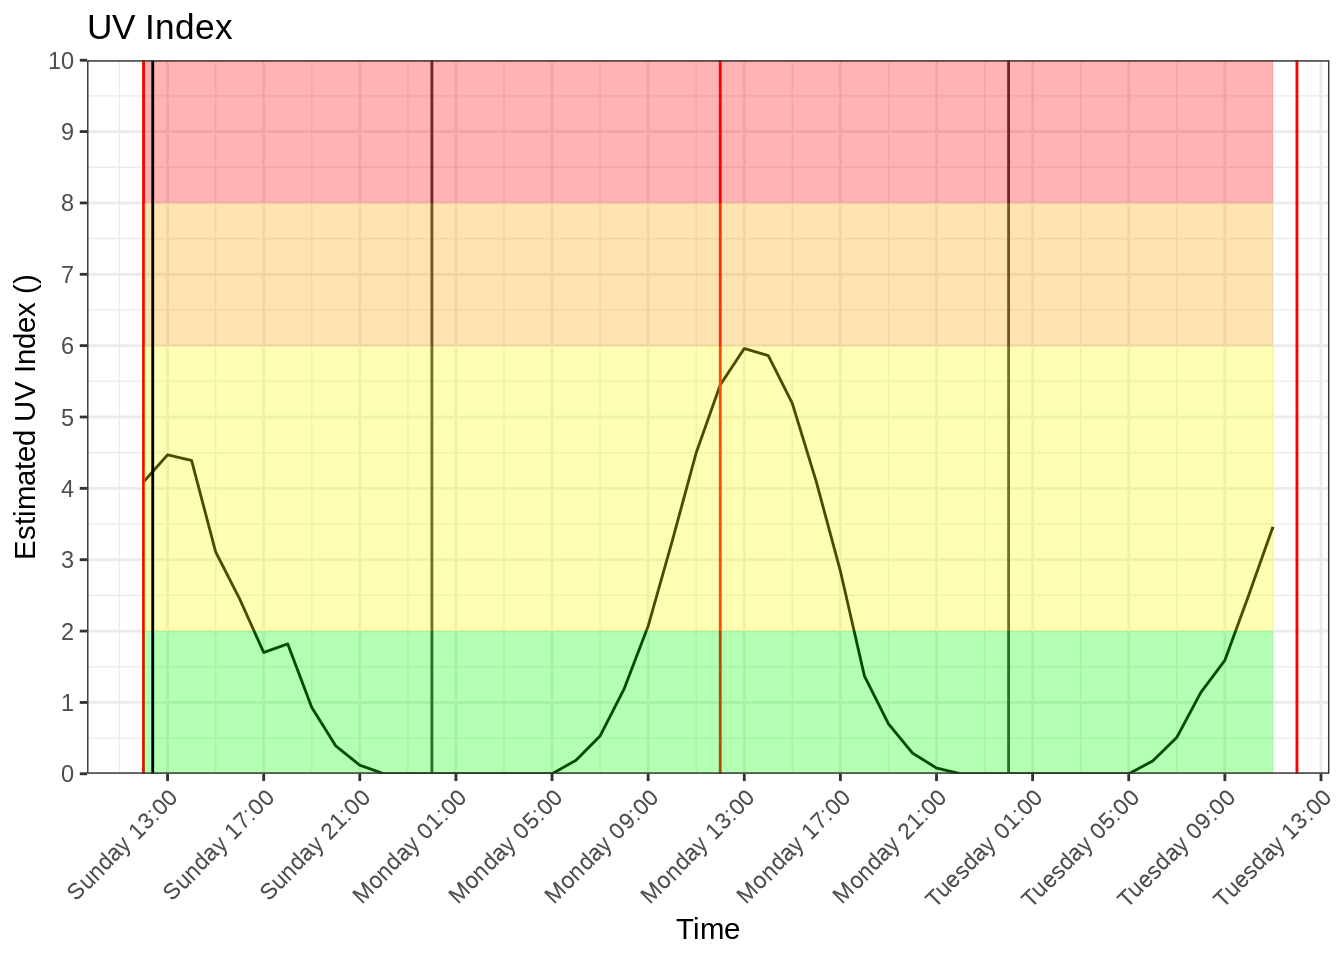 UV Index
Estimated UV Index ()
10
9
8
7
6
5
4
3
2
1
0
Sunday 13:00
Sunday 17:00
Sunday 21:00
Monday 01:00
Monday 05:00
Monday 09:00
Monday 13:00
Monday 17:00
Monday 21:00
Tuesday 01:00
Tuesday 05:00
Tuesday 09:00
Tuesday 13:00
Time